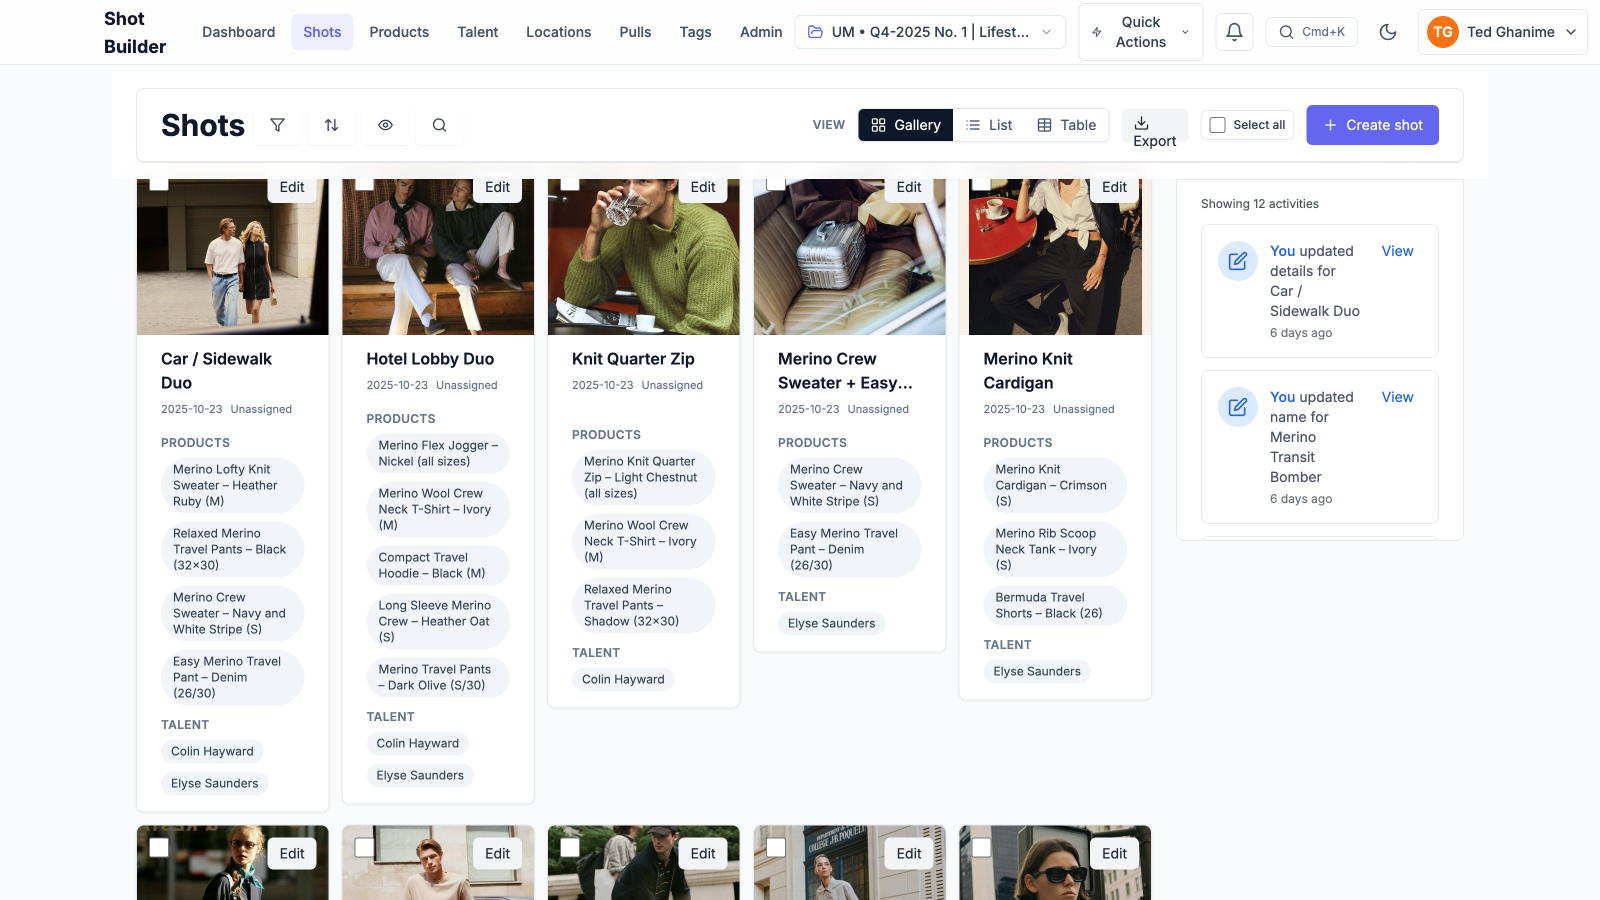 Shot
Builder
Dashboard
Shots
Products
Talent
Locations
Pulls
Tags
Admin
UM • Q4-2025 No. 1 | Lifest...
Quick
Actions
Cmd+K
TG
Ted Ghanime
Shots
VIEW
Gallery
List
Table
Export
Select all
Create shot
Edit
Edit
Edit
Edit
Edit
Car / Sidewalk
Duo
2025-10-23 Unassigned
PRODUCTS
Merino Lofty Knit
Sweater – Heather
Ruby (M)
Relaxed Merino
Travel Pants – Black
(32×30)
Merino Crew
Sweater – Navy and
White Stripe (S)
Easy Merino Travel
Pant – Denim
(26/30)
TALENT
Colin Hayward
Elyse Saunders
Hotel Lobby Duo
2025-10-23 Unassigned
PRODUCTS
Merino Flex Jogger –
Nickel (all sizes)
Merino Wool Crew
Neck T-Shirt – Ivory
(M)
Compact Travel
Hoodie – Black (M)
Long Sleeve Merino
Crew – Heather Oat
(S)
Merino Travel Pants
– Dark Olive (S/30)
TALENT
Colin Hayward
Elyse Saunders
Knit Quarter Zip
2025-10-23 Unassigned
PRODUCTS
Merino Knit Quarter
Zip – Light Chestnut
(all sizes)
Merino Wool Crew
Neck T-Shirt – Ivory
(M)
Relaxed Merino
Travel Pants –
Shadow (32×30)
TALENT
Colin Hayward
Merino Crew
Sweater + Easy...
2025-10-23 Unassigned
PRODUCTS
Merino Crew
Sweater – Navy and
White Stripe (S)
Easy Merino Travel
Pant – Denim
(26/30)
TALENT
Elyse Saunders
Merino Knit
Cardigan
2025-10-23 Unassigned
PRODUCTS
Merino Knit
Cardigan – Crimson
(S)
Merino Rib Scoop
Neck Tank – Ivory
(S)
Bermuda Travel
Shorts – Black (26)
TALENT
Elyse Saunders
Showing 12 activities
You updated
details for
Car /
Sidewalk Duo
6 days ago
View
You updated
name for
Merino
Transit
Bomber
6 days ago
View
Edit
Edit
Edit
Edit
Edit